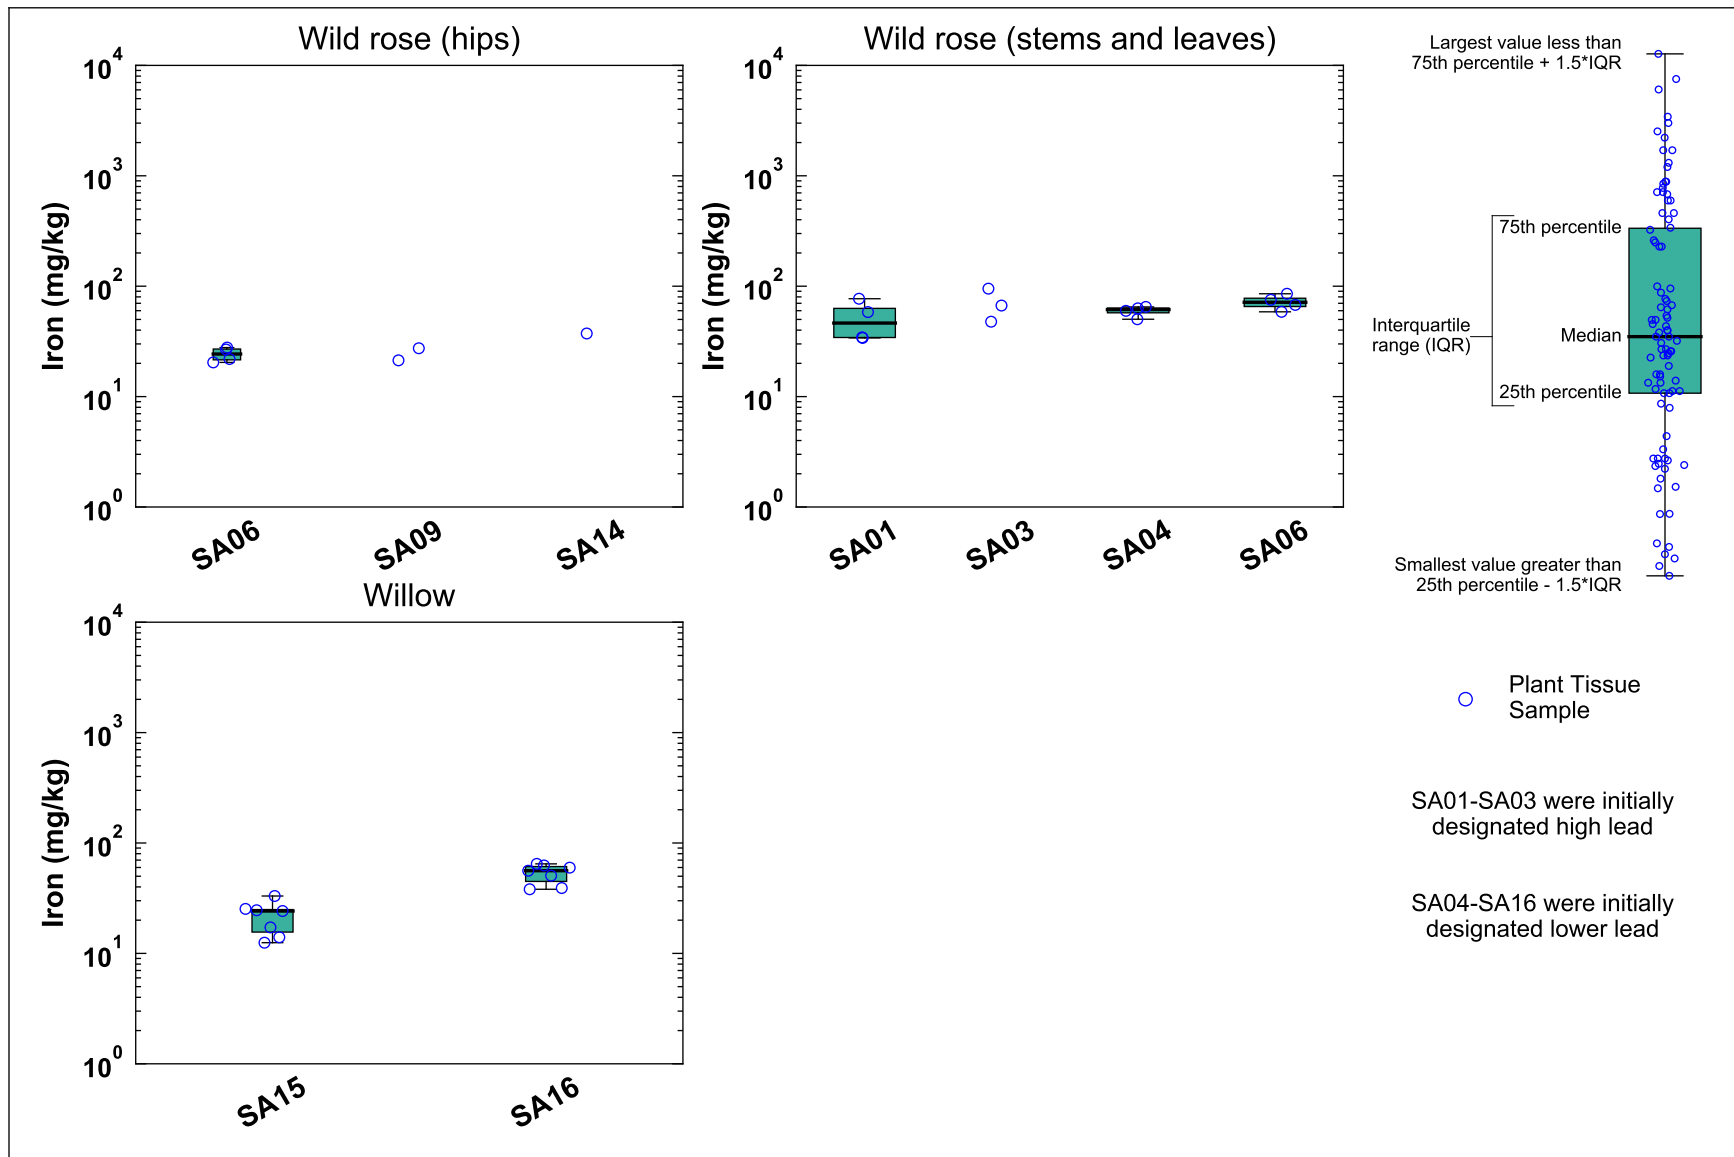 Wild rose (hips)
10^4
10^3
10^2
10^1
10^0
Iron (mg/kg)
SA06
SA09
SA14
Wild rose (stems and leaves)
10^4
10^3
10^2
10^1
10^0
Iron (mg/kg)
SA01
SA03
SA04
SA06
Largest value less than
75th percentile + 1.5*IQR
75th percentile
Interquartile
range (IQR)
Median
25th percentile
Smallest value greater than
25th percentile - 1.5*IQR
Willow
10^4
10^3
10^2
10^1
10^0
Iron (mg/kg)
SA15
SA16
Plant Tissue
Sample
SA01-SA03 were initially
designated high lead
SA04-SA16 were initially
designated lower lead